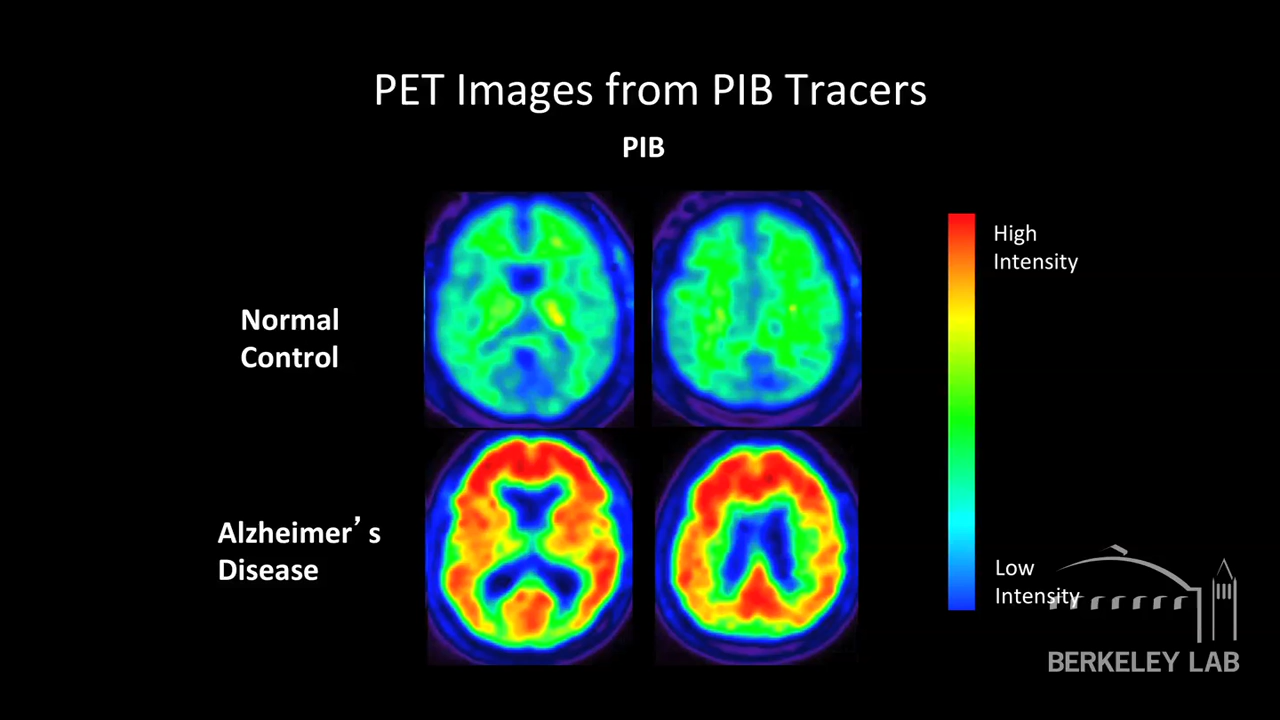 PET Images from PIB Tracers
PIB
Normal
Control
Alzheimer's
Disease
High
Intensity
Low
Intensity
BERKELEY LAB